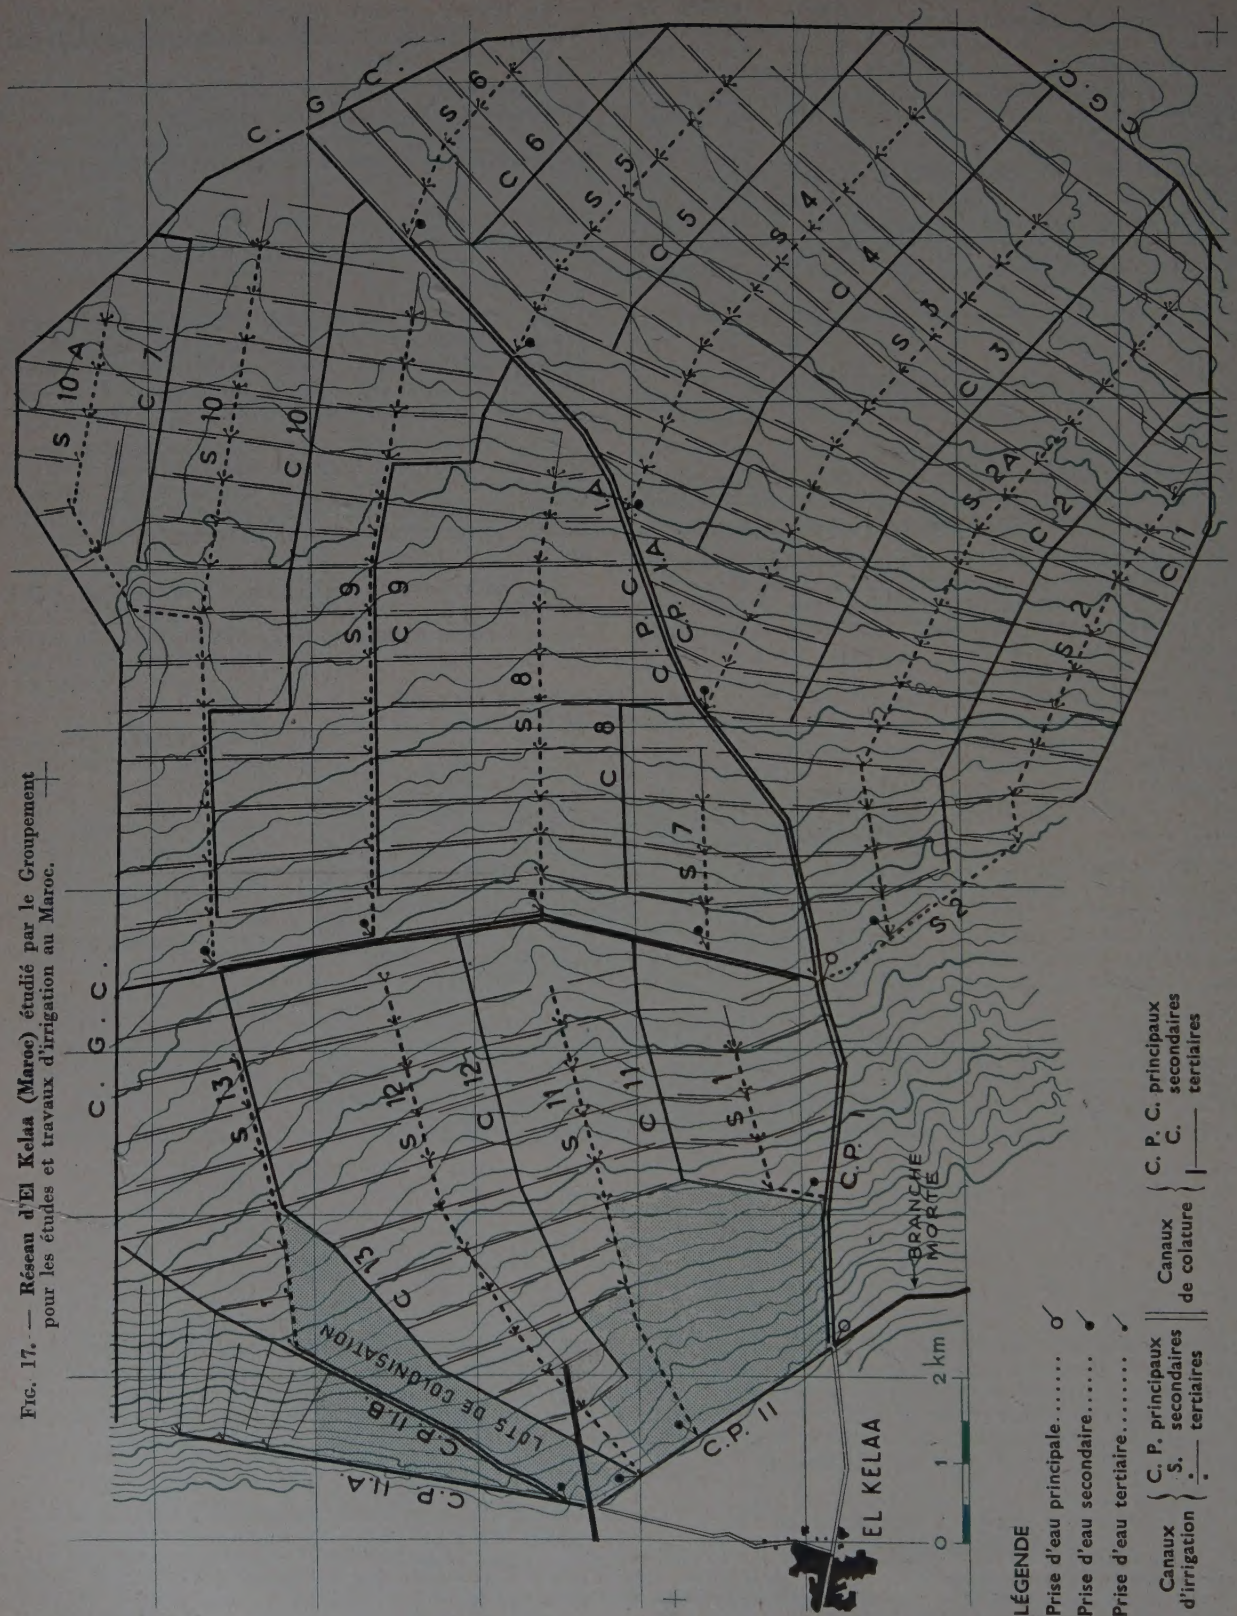 FIG. 17. — Réseau d'El Kelaa (Maroc) étudié par le Groupement
pour les études et travaux d'irrigation au Maroc.
C. G. C.
C. G. C.
C. G. C.
S 10 A
C 7
S 10
C 10
S 9
C 9
S 8
C 8
S 7
S 6
C 6
S 5
C 5
S 4
C 4
S 3
C 3
S 2A
C 2
S 2
C 1
S 2
C. P. C. 1A
C.P. 1A
S 13
C 13
S 12
C 12
S 11
C 11
S 1
C.P. 1
C.P. II
C.P. II.A.
C.P. II.B.
LOTS DE COLONISATION
BRANCHE
MORTE
EL KELAA
0 1 2 km
LÉGENDE
Prise d'eau principale......
Prise d'eau secondaire.....
Prise d'eau tertiaire........
Canaux d'irrigation
C. P. principaux
S. secondaires
tertiaires
Canaux de colature
C. P. C. principaux
C. secondaires
tertiaires